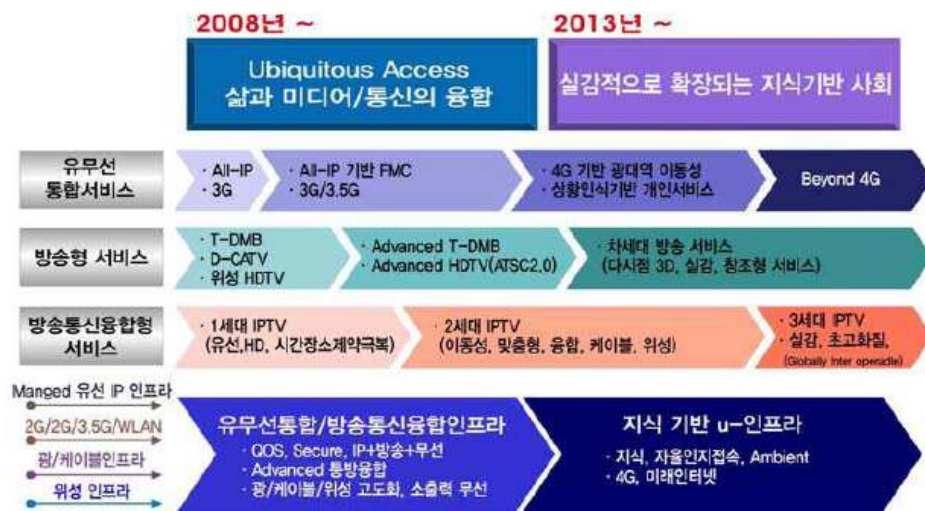 2008년 ~
2013년 ~
Ubiquitous Access
삶과 미디어/통신의 융합
실감적으로 확장되는 지식기반 사회
유무선
통합서비스
· All-IP
· 3G
· All-IP 기반 FMC
· 3G/3.5G
· 4G 기반 광대역 이동성
· 상황인식기반 개인서비스
Beyond 4G
방송형 서비스
· T-DMB
· D-CATV
· 위성 HDTV
· Advanced T-DMB
· Advanced HDTV(ATSC2.0)
· 차세대 방송 서비스
(다시점 3D, 실감, 참조형 서비스)
방송통신융합형
서비스
· 1세대 IPTV
(유선,HD, 시간장소제약극복)
· 2세대 IPTV
(이동성, 맞춤형, 융합, 케이블, 위성)
· 3세대 IPTV
· 실감, 초고화질,
(Globally Inter operadle)
Manged 유선 IP 인프라
2G/2G/3.5G/WLAN
광/케이블인프라
위성 인프라
유무선통합/방송통신융합인프라
· QOS, Secure, IP+방송+무선
· Advanced 통방융합
· 광/케이블/위성 고도화, 소출력 무선
지식 기반 u-인프라
· 지식, 자율인지접속, Ambient
· 4G, 미래인터넷